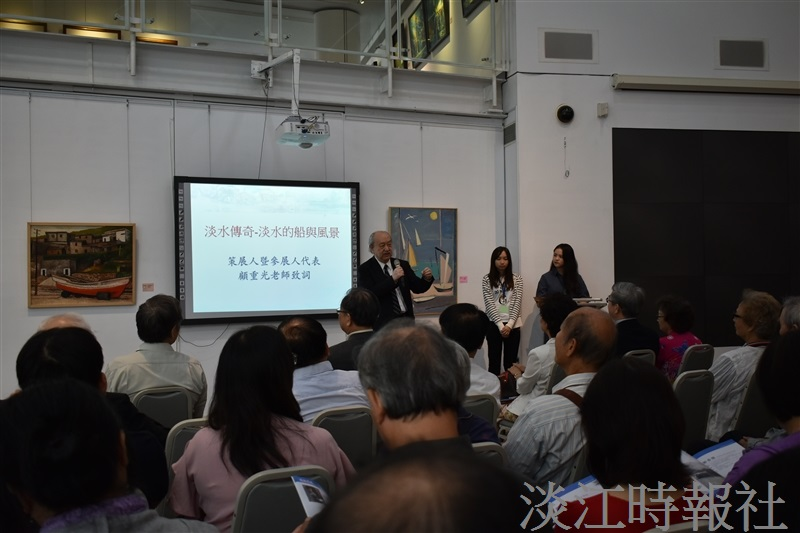 淡水傳奇-淡水的船與風景
策展人暨參展人代表
顧重光老師致詞
淡江時報社